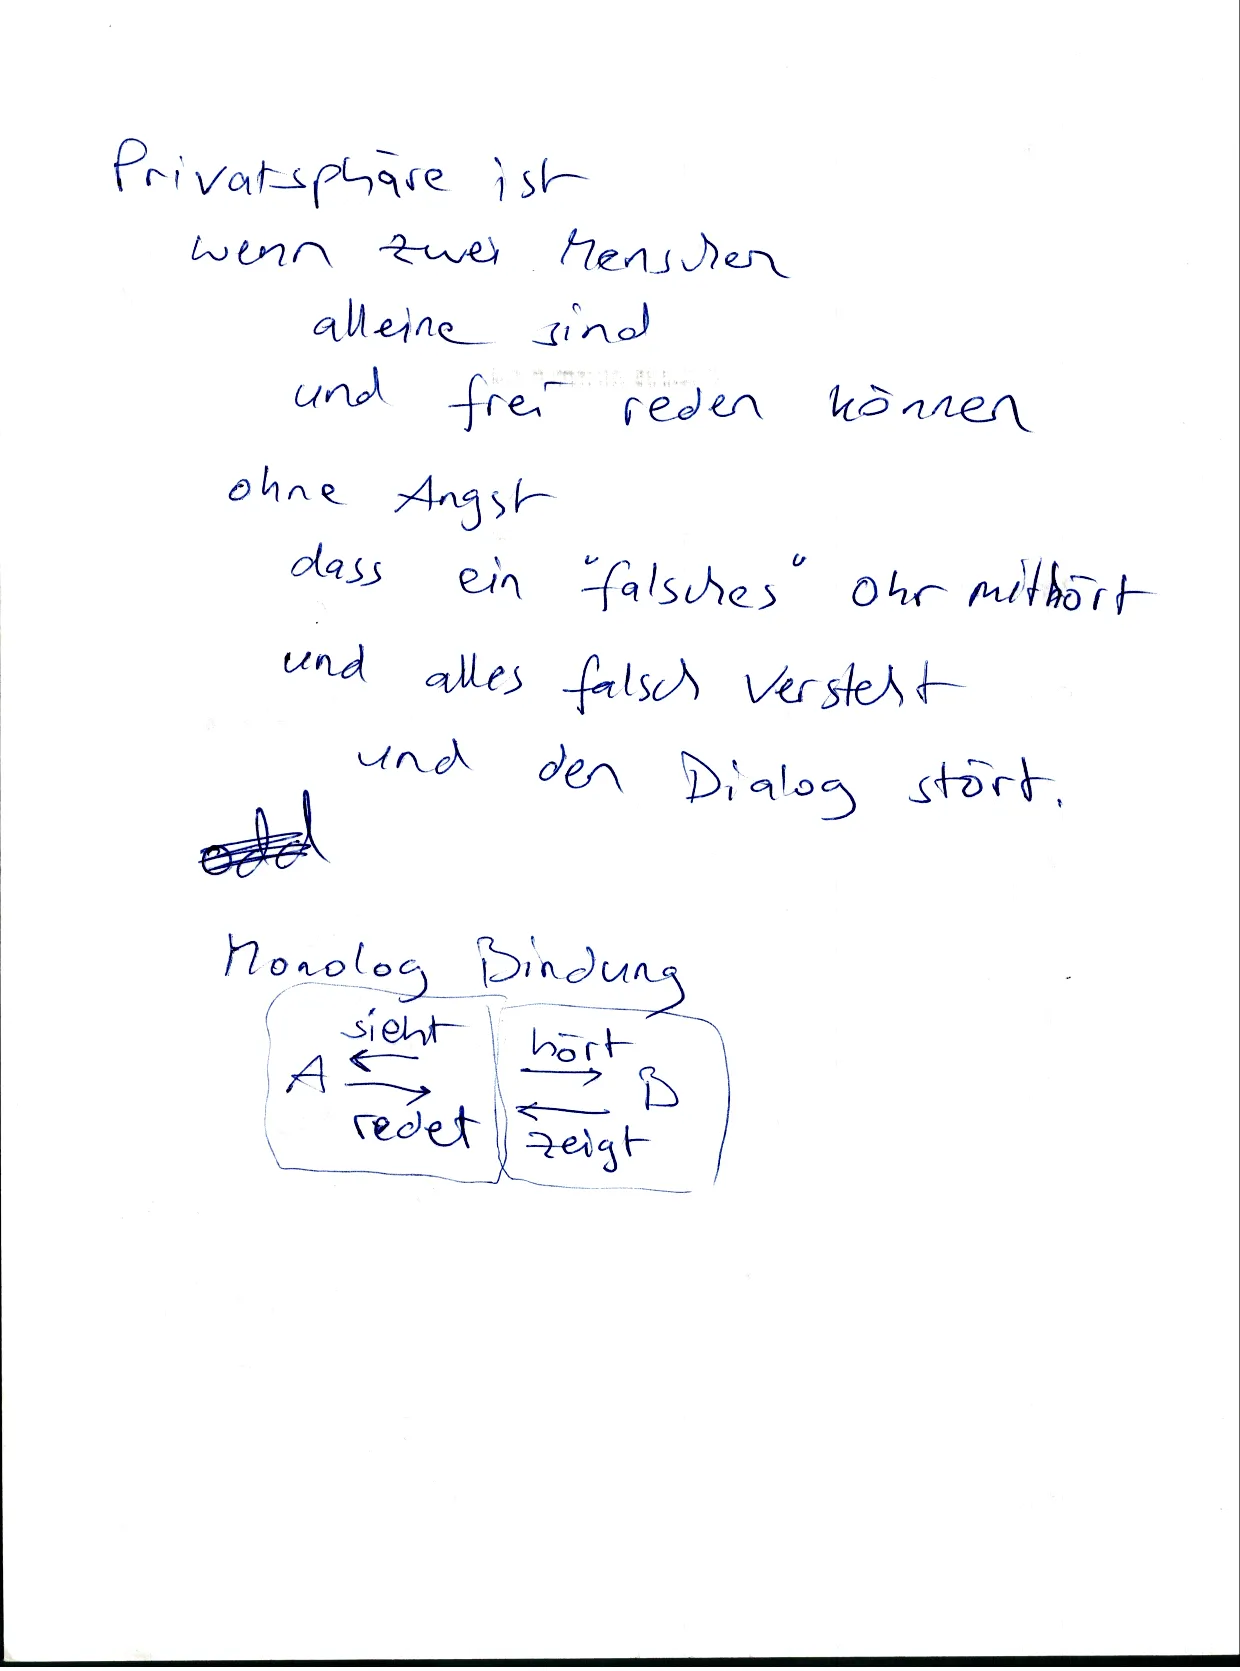 Privatsphäre ist
wenn zwei Menschen
alleine sind
und frei reden können
ohne Angst
dass ein "falsches" Ohr mithört
und alles falsch versteht
und den Dialog stört.
Monolog Bindung
sieht hört
A B
redet zeigt